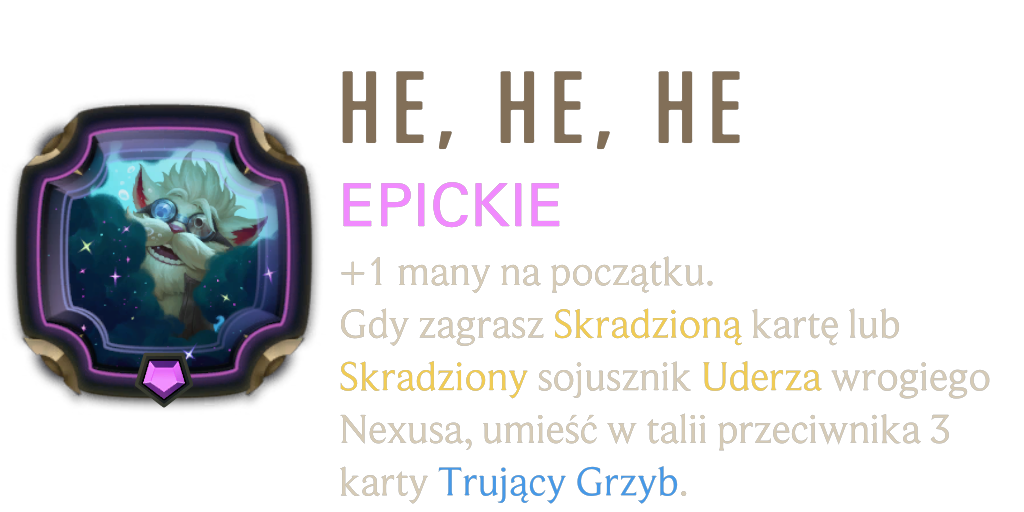 HE, HE, HE
EPICKIE
+1 many na początku.
Gdy zagrasz Skradzioną kartę lub
Skradziony sojusznik Uderza wrogiego
Nexusa, umieść w talii przeciwnika 3
karty Trujący Grzyb.